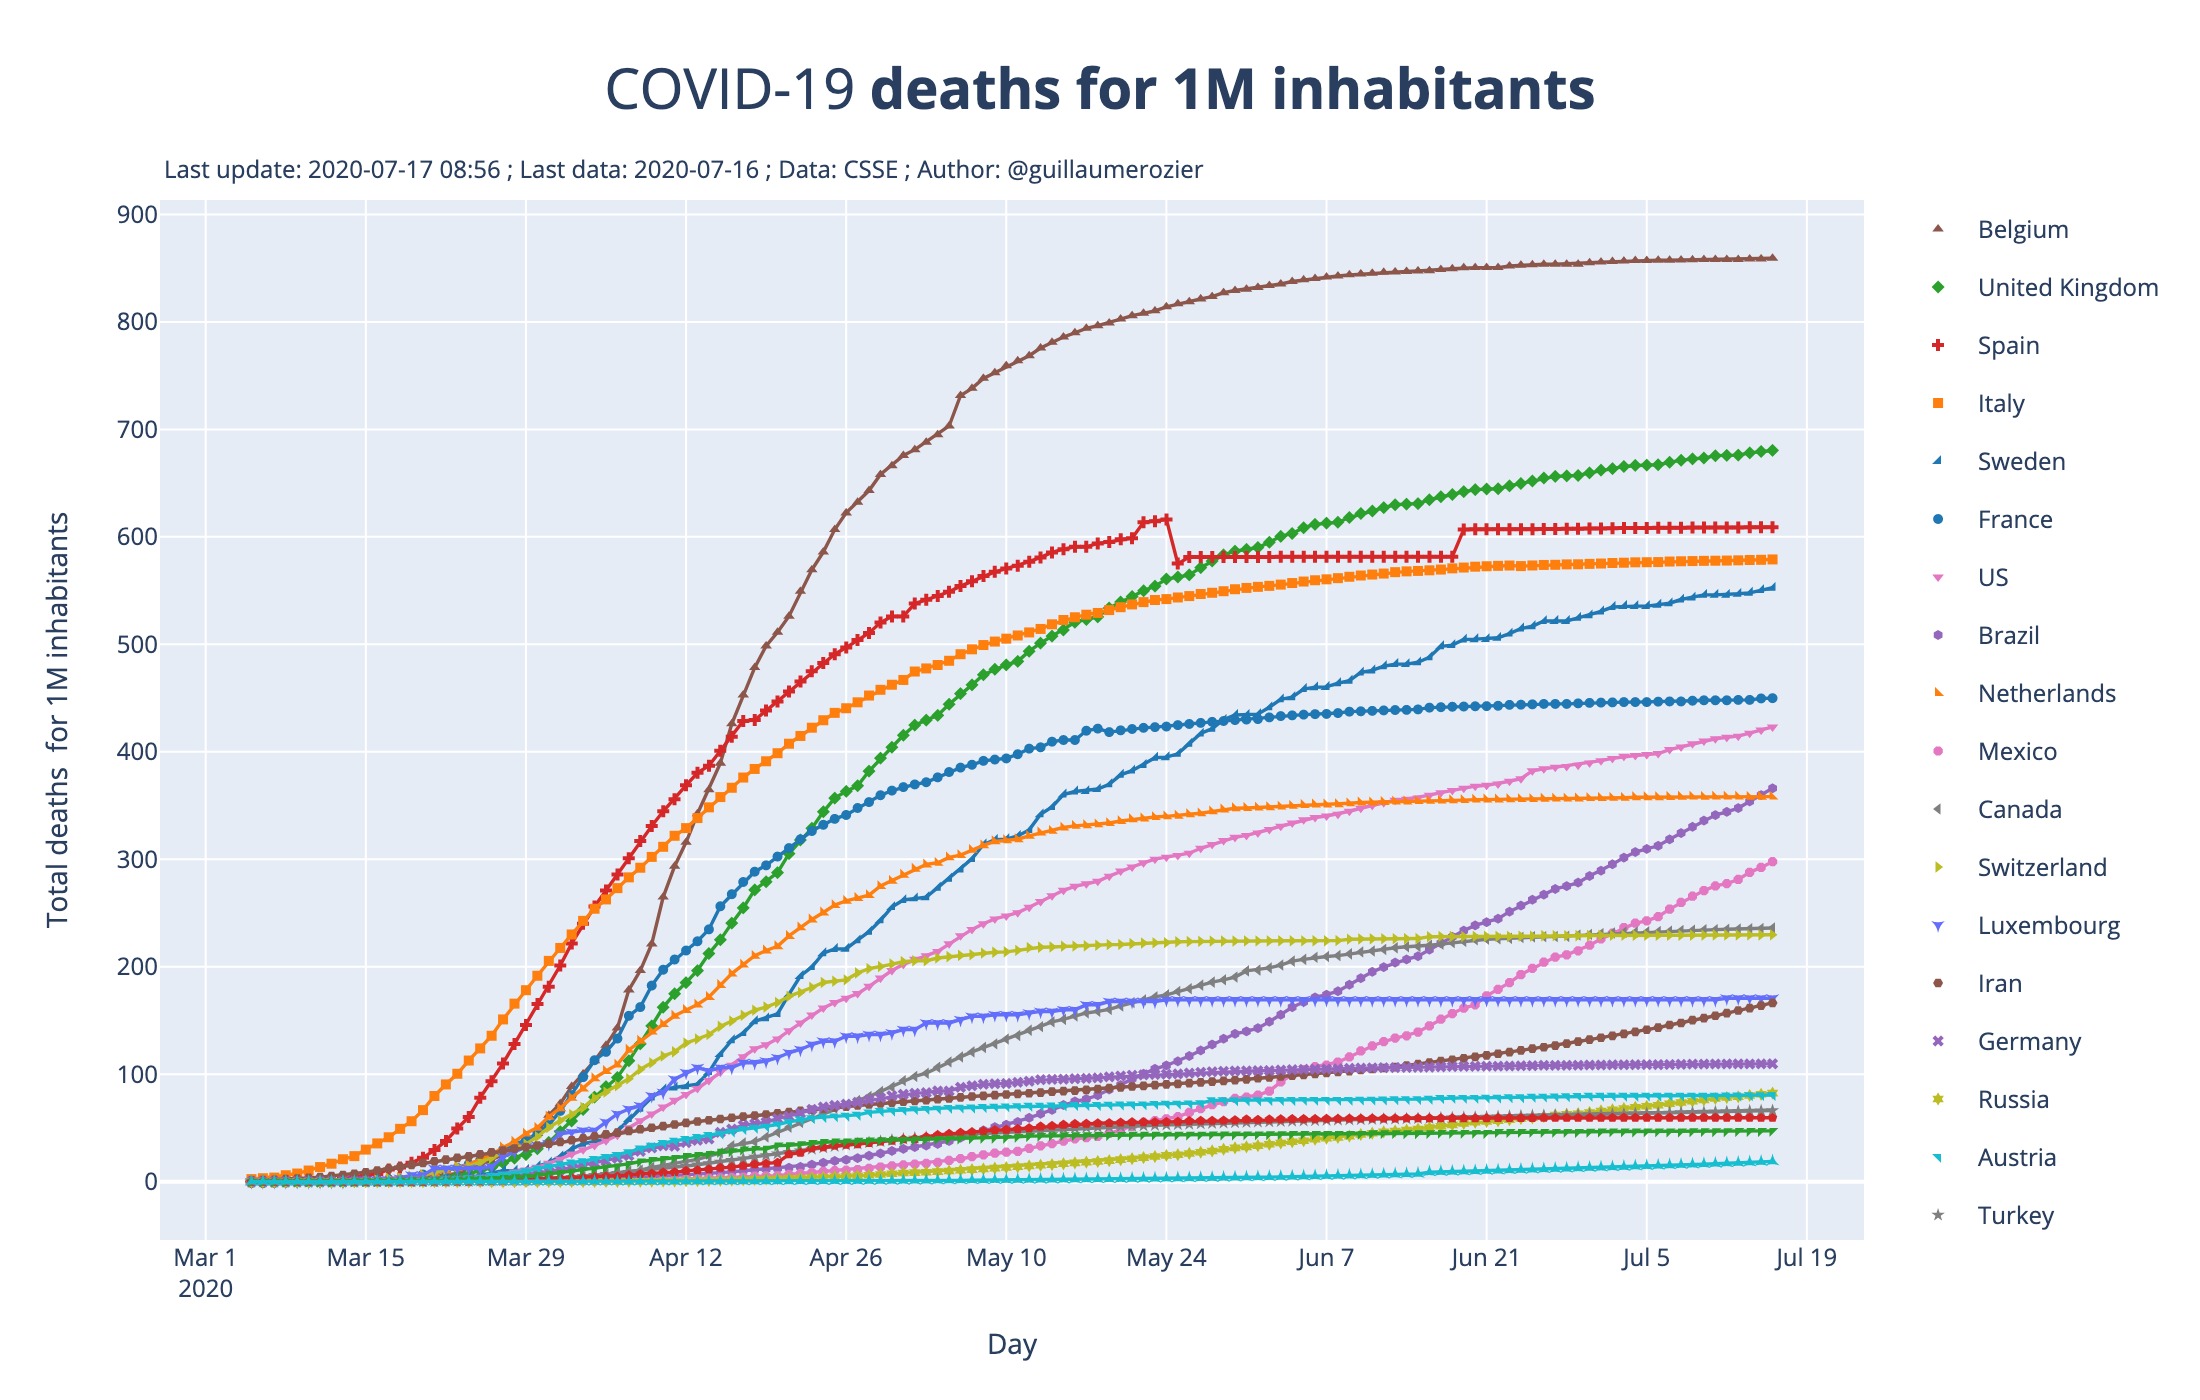 COVID-19 deaths for 1M inhabitants
Last update: 2020-07-17 08:56 ; Last data: 2020-07-16 ; Data: CSSE ; Author: @guillaumerozier
Total deaths for 1M inhabitants
900
800
700
600
500
400
300
200
100
0
Mar 1
2020
Mar 15
Mar 29
Apr 12
Apr 26
May 10
May 24
Jun 7
Jun 21
Jul 5
Jul 19
Day
Belgium
United Kingdom
Spain
Italy
Sweden
France
US
Brazil
Netherlands
Mexico
Canada
Switzerland
Luxembourg
Iran
Germany
Russia
Austria
Turkey